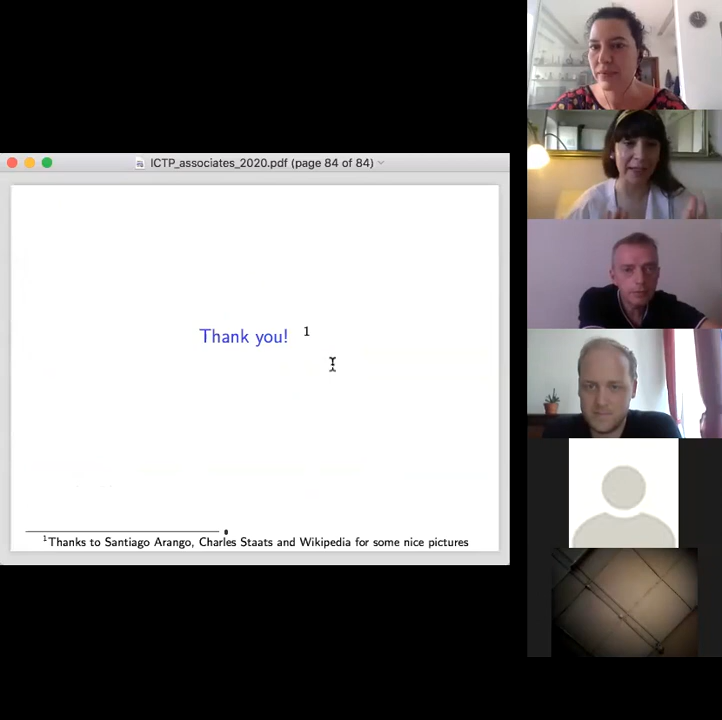 ICTP_associates_2020.pdf (page 84 of 84)
Thank you! 1
1Thanks to Santiago Arango, Charles Staats and Wikipedia for some nice pictures